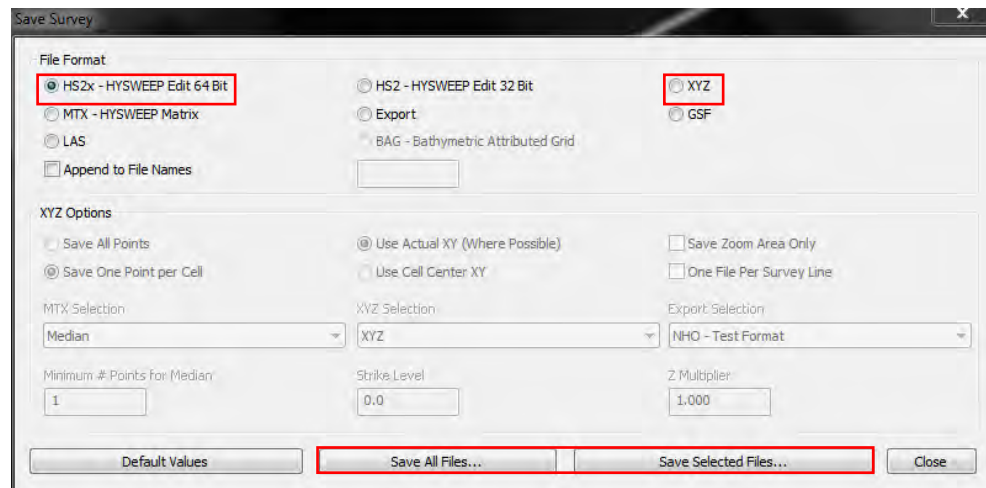 Save Survey
File Format
HS2x - HYSWEEP Edit 64 Bit
HS2 - HYSWEEP Edit 32 Bit
XYZ
MTX - HYSWEEP Matrix
Export
GSF
LAS
BAG - Bathymetric Attributed Grid
Append to File Names
XYZ Options
Save All Points
Use Actual XY (Where Possible)
Save Zoom Area Only
Save One Point per Cell
Use Cell Center XY
One File Per Survey Line
MTX Selection
XYZ Selection
Export Selection
Median
XYZ
NHO - Test Format
Minimum # Points for Median
Strike Level
Z Multiplier
1
0.0
1.000
Default Values
Save All Files...
Save Selected Files...
Close